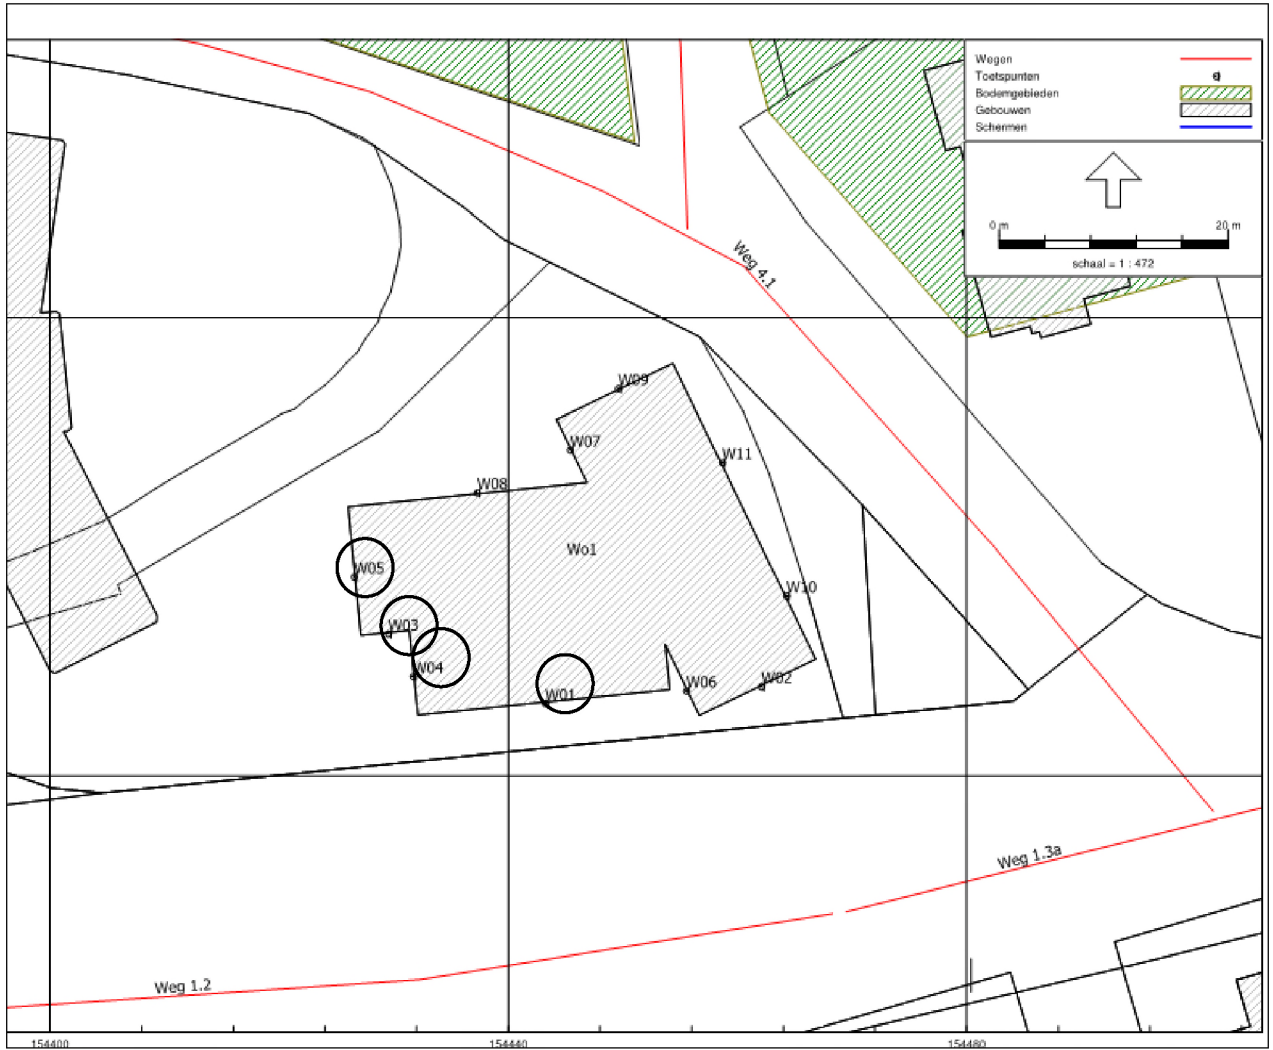 Wegen
Toetspunten
Bodemgebieden
Gebouwen
Schermen
0 m 20 m
schaal = 1 : 472
Weg 4.1
W09
W07
W11
W08
Wo1
W05
W10
W03
W04
W06
W02
W01
Weg 1.3a
Weg 1.2
154400 154440 154480